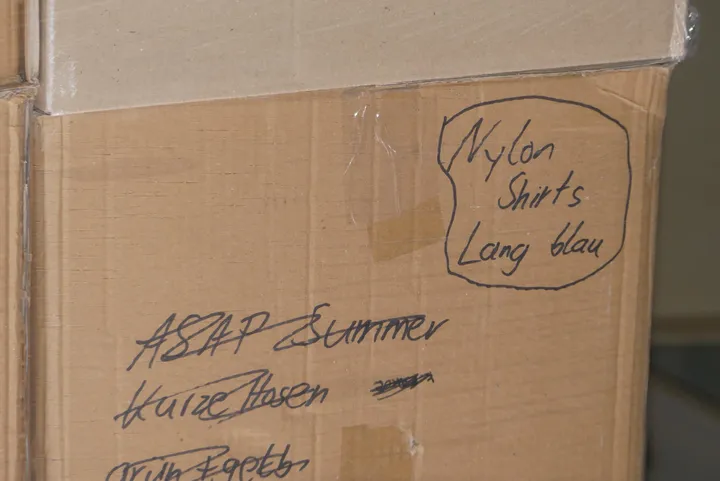 Nylon
Shirts
Lang blau
ASAP Summer
Kurze Hosen